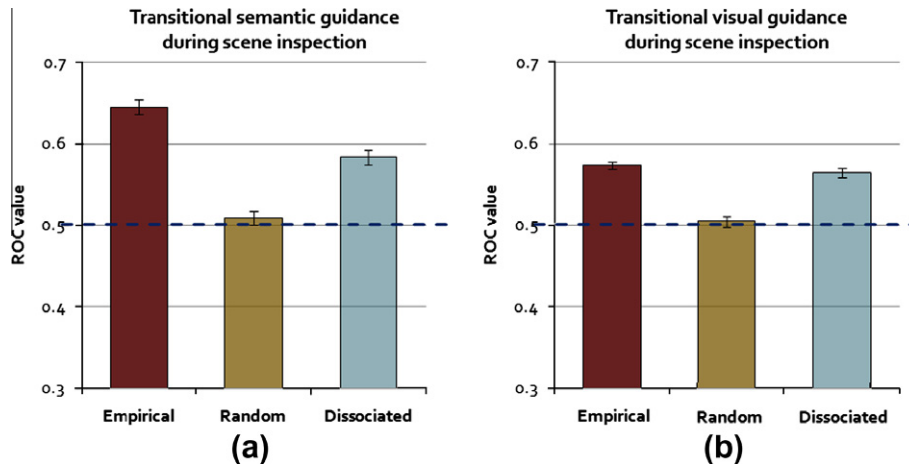 Transitional semantic guidance
during scene inspection
0.7
0.6
0.5
0.4
0.3
ROC value
Empirical
Random
Dissociated
(a)
Transitional visual guidance
during scene inspection
0.7
0.6
0.5
0.4
0.3
ROC value
Empirical
Random
Dissociated
(b)